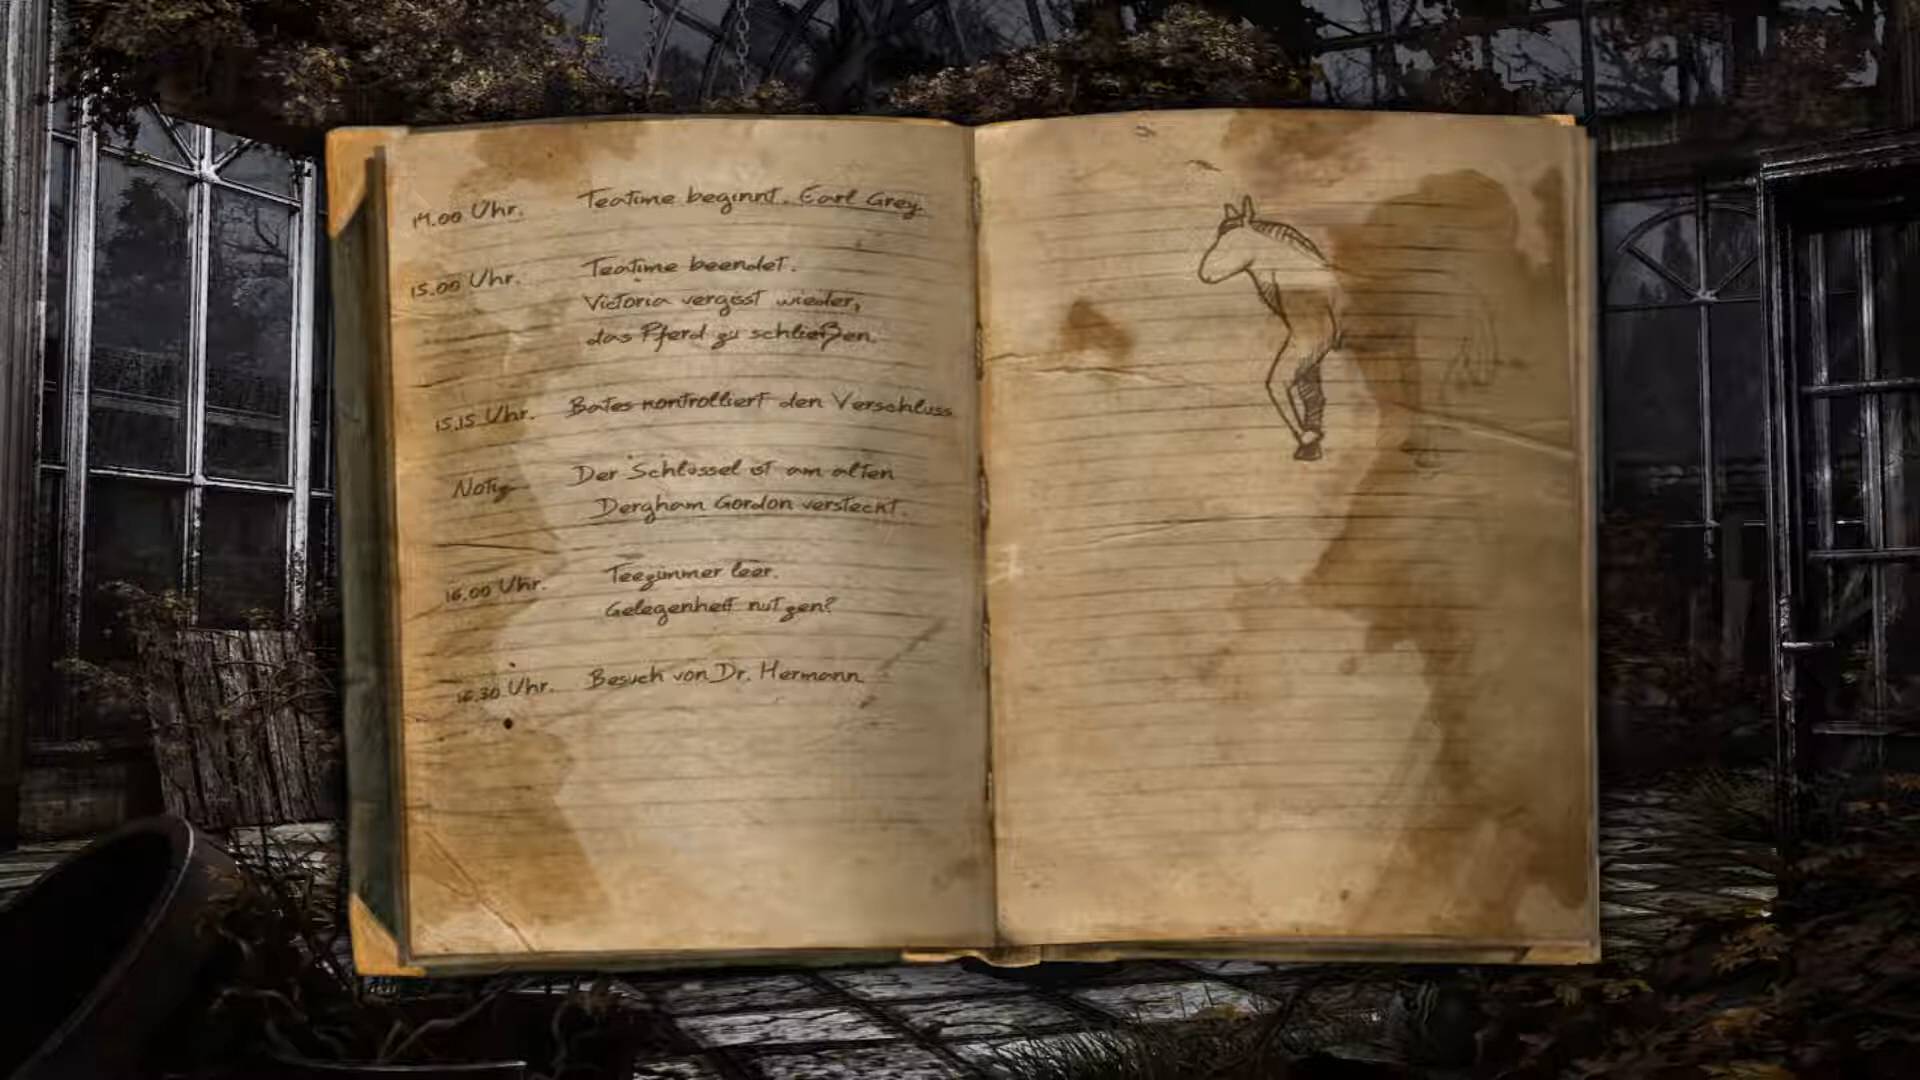 14.00 Uhr. Teatime beginnt. Earl Grey.
15.00 Uhr. Teatime beendet.
Victoria vergisst wieder,
das Pferd zu schließen.
15.15 Uhr. Bates kontrolliert den Verschluss
Notiz Der Schlüssel ist am alten
Dergham Gordon versteckt.
16.00 Uhr. Teezimmer leer.
Gelegenheit nutzen?
16.30 Uhr. Besuch von Dr. Hermann